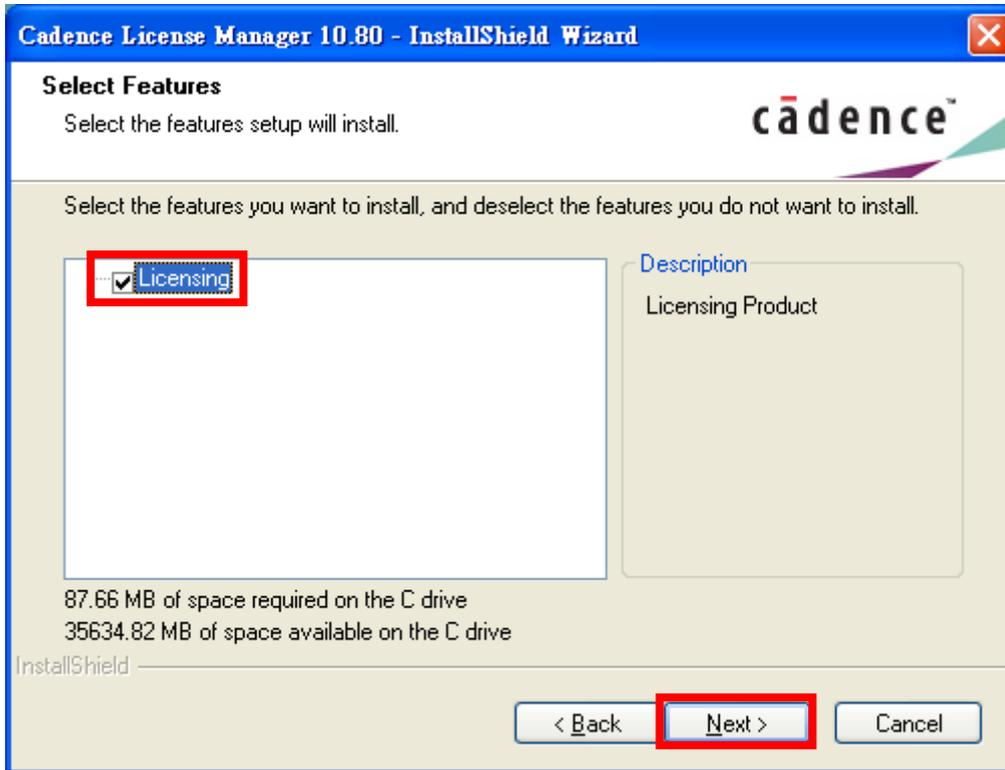 Cadence License Manager 10.80 - InstallShield Wizard
Select Features
Select the features setup will install.
cādence™
Select the features you want to install, and deselect the features you do not want to install.
Licensing
Description
Licensing Product
87.66 MB of space required on the C drive
35634.82 MB of space available on the C drive
InstallShield
< Back
Next >
Cancel